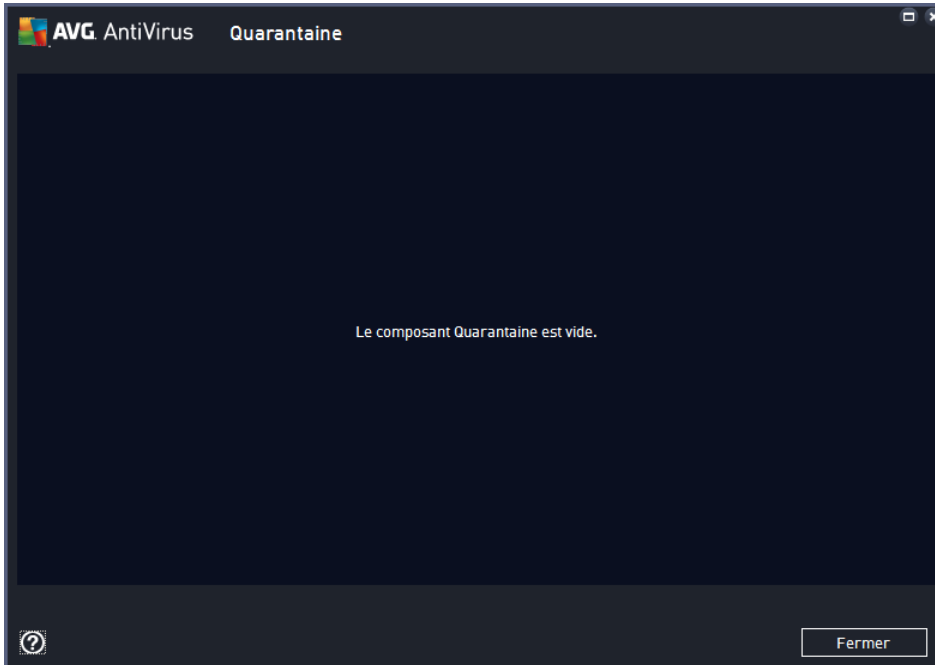 AVG. AntiVirus Quarantaine
Le composant Quarantaine est vide.
?
Fermer